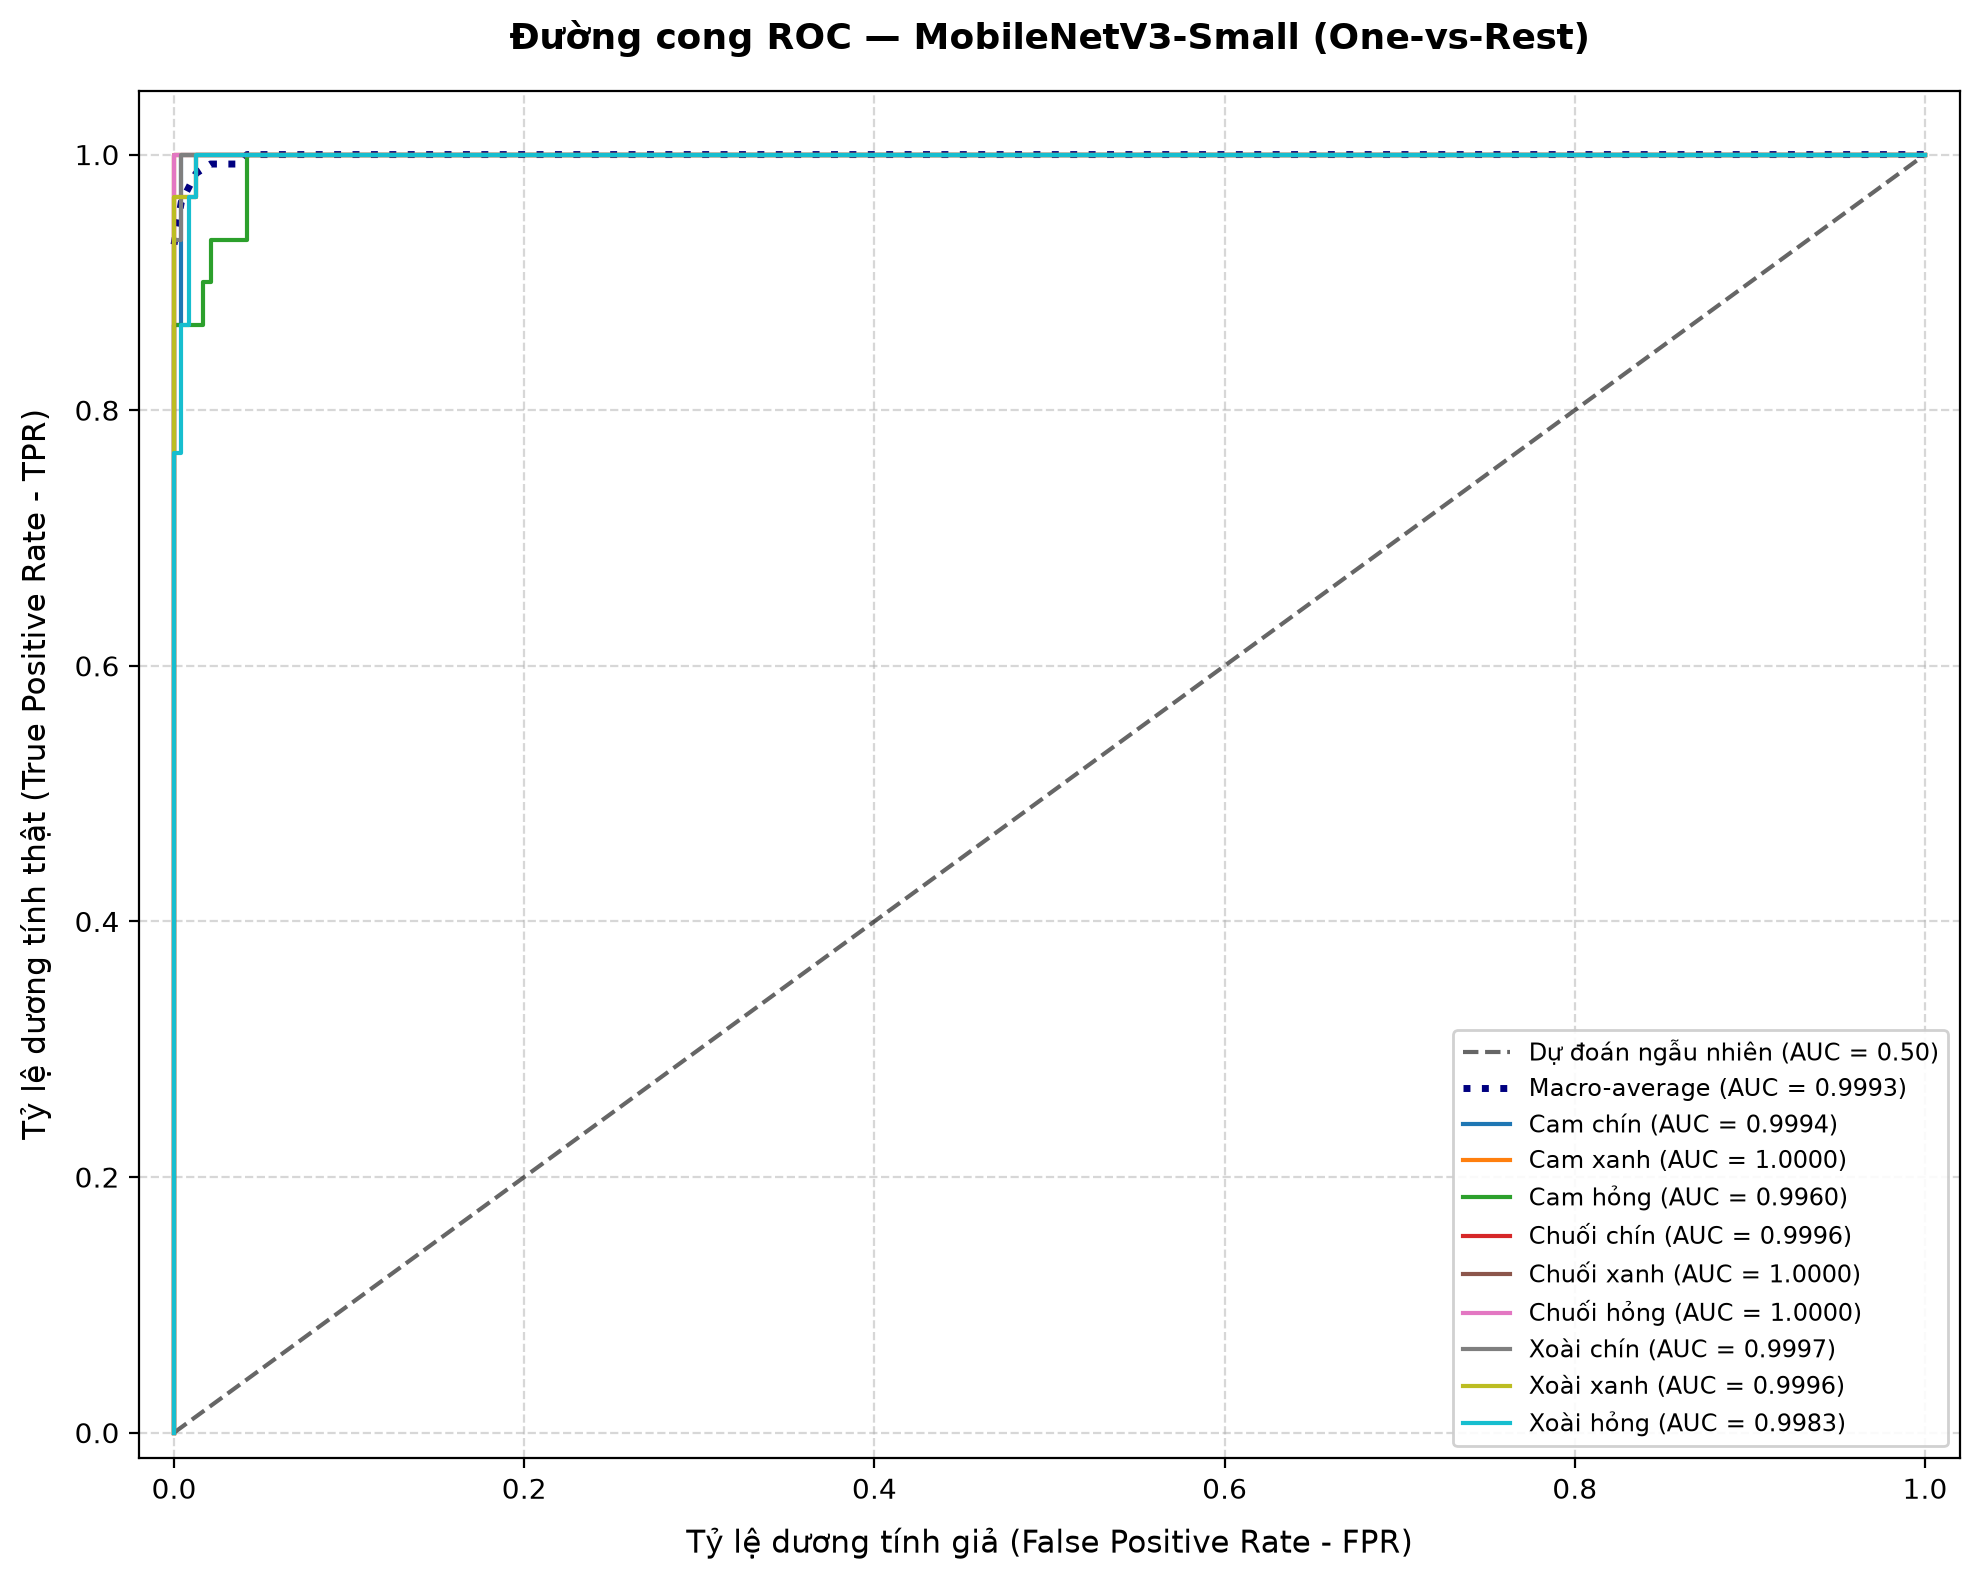 Đường cong ROC — MobileNetV3-Small (One-vs-Rest)
Tỷ lệ dương tính thật (True Positive Rate - TPR)
1.0
0.8
0.6
0.4
0.2
0.0
Dự đoán ngẫu nhiên (AUC = 0.50)
Macro-average (AUC = 0.9993)
Cam chín (AUC = 0.9994)
Cam xanh (AUC = 1.0000)
Cam hỏng (AUC = 0.9960)
Chuối chín (AUC = 0.9996)
Chuối xanh (AUC = 1.0000)
Chuối hỏng (AUC = 1.0000)
Xoài chín (AUC = 0.9997)
Xoài xanh (AUC = 0.9996)
Xoài hỏng (AUC = 0.9983)
0.0 0.2 0.4 0.6 0.8 1.0
Tỷ lệ dương tính giả (False Positive Rate - FPR)